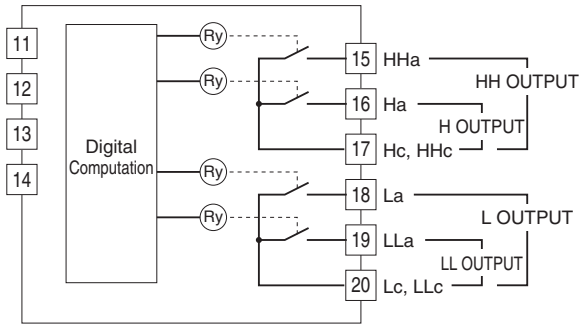 11
12
13
14
Digital
Computation
Ry
Ry
Ry
Ry
15 HHa
16 Ha
17 Hc, HHc
18 La
19 LLa
20 Lc, LLc
HH OUTPUT
H OUTPUT
L OUTPUT
LL OUTPUT